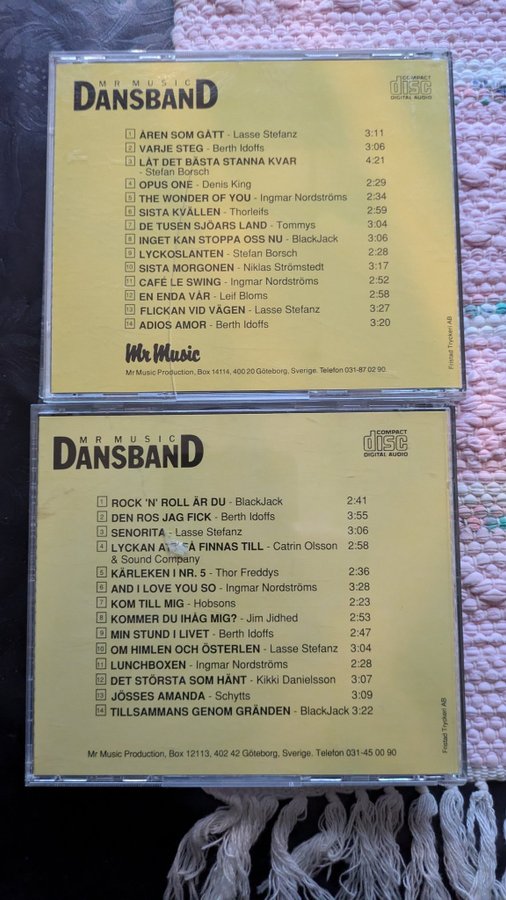 MR MUSIC
DANSBAND
COMPACT
disc
DIGITAL AUDIO
1 ÅREN SOM GÅTT - Lasse Stefanz 3:11
2 VARJE STEG - Berth Idoffs 3:06
3 LÅT DET BÄSTA STANNA KVAR 4:21
- Stefan Borsch
4 OPUS ONE - Denis King 2:29
5 THE WONDER OF YOU - Ingmar Nordströms 2:34
6 SISTA KVÄLLEN - Thorleifs 2:59
7 DE TUSEN SJÖARS LAND - Tommys 3:04
8 INGET KAN STOPPA OSS NU - BlackJack 3:06
9 LYCKOSLANTEN - Stefan Borsch 2:28
10 SISTA MORGONEN - Niklas Strömstedt 3:17
11 CAFÉ LE SWING - Ingmar Nordströms 2:52
12 EN ENDA VÅR - Leif Bloms 2:58
13 FLICKAN VID VÄGEN - Lasse Stefanz 3:27
14 ADIOS AMOR - Berth Idoffs 3:20
Mr Music
Mr Music Production, Box 14114, 400 20 Göteborg, Sverige. Telefon 031-87 02 90.
Fristad Tryckeri AB
MR MUSIC
DANSBAND
COMPACT
disc
DIGITAL AUDIO
1 ROCK 'N' ROLL ÄR DU - BlackJack 2:41
2 DEN ROS JAG FICK - Berth Idoffs 3:55
3 SENORITA - Lasse Stefanz 3:06
4 LYCKAN FINNAS TILL - Catrin Olsson 2:58
& Sound Company
5 KÄRLEKEN I NR. 5 - Thor Freddys 2:36
6 AND I LOVE YOU SO - Ingmar Nordströms 3:28
7 KOM TILL MIG - Hobsons 2:23
8 KOMMER DU IHÅG MIG? - Jim Jidhed 2:53
9 MIN STUND I LIVET - Berth Idoffs 2:47
10 OM HIMLEN OCH ÖSTERLEN - Lasse Stefanz 3:04
11 LUNCHBOXEN - Ingmar Nordströms 2:28
12 DET STÖRSTA SOM HÄNT - Kikki Danielsson 3:07
13 JÖSSES AMANDA - Schytts 3:09
14 TILLSAMMANS GENOM GRÄNDEN - BlackJack 3:22
Mr Music Production, Box 12113, 402 42 Göteborg, Sverige. Telefon 031-45 00 90
Fristad Tryckeri AB